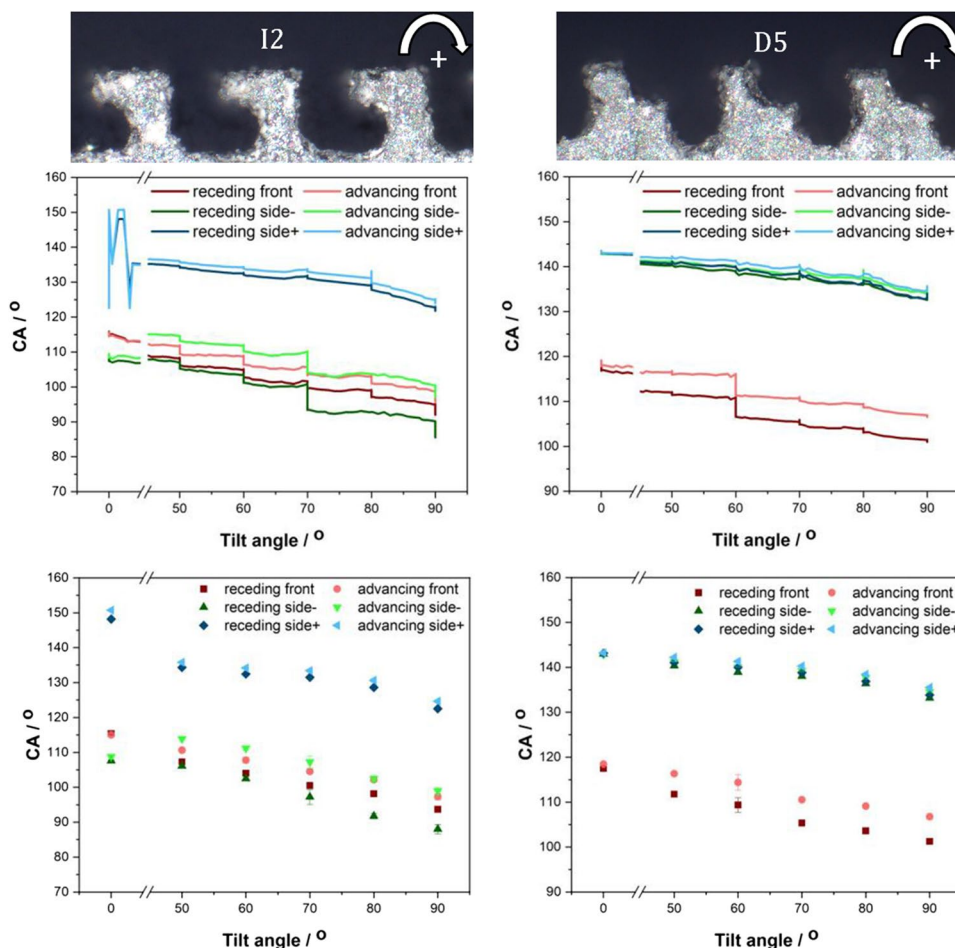 I2
+
D5
+
160
150
140
130
120
110
100
90
80
70
CA / °
receding front
advancing front
receding side-
advancing side-
receding side+
advancing side+
0
50
60
70
80
90
Tilt angle / °
160
150
140
130
120
110
100
90
CA / °
receding front
advancing front
receding side-
advancing side-
receding side+
advancing side+
0
50
60
70
80
90
Tilt angle / °
160
150
140
130
120
110
100
90
80
70
CA / °
receding front
advancing front
receding side-
advancing side-
receding side+
advancing side+
0
50
60
70
80
90
Tilt angle / °
160
150
140
130
120
110
100
90
CA / °
receding front
advancing front
receding side-
advancing side-
receding side+
advancing side+
0
50
60
70
80
90
Tilt angle / °